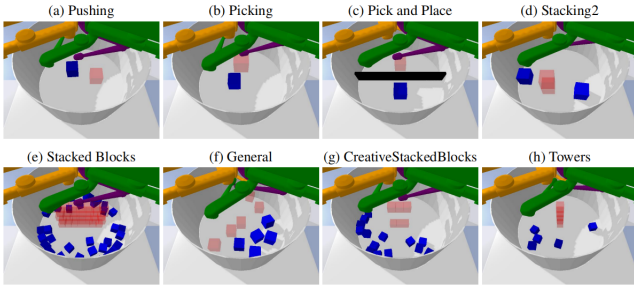 (a) Pushing
(b) Picking
(c) Pick and Place
(d) Stacking2
(e) Stacked Blocks
(f) General
(g) CreativeStackedBlocks
(h) Towers